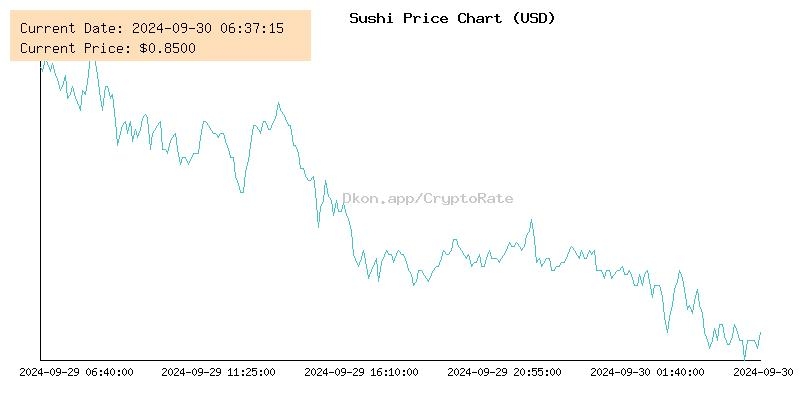 Sushi Price Chart (USD)
Current Date: 2024-09-30 06:37:15
Current Price: $0.8500
Dkon.app/CryptoRate
2024-09-29 06:40:00 2024-09-29 11:25:00 2024-09-29 16:10:00 2024-09-29 20:55:00 2024-09-30 01:40:00 2024-09-30